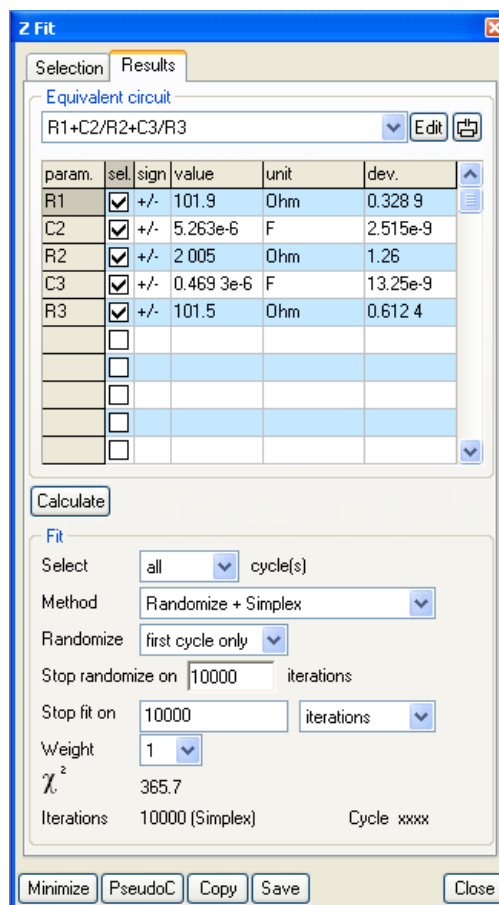 Z Fit
Selection Results
Equivalent circuit
R1+C2/R2+C3/R3 Edit
param. sel. sign value unit dev.
R1 +/- 101.9 Ohm 0.328 9
C2 +/- 5.263e-6 F 2.515e-9
R2 +/- 2 005 Ohm 1.26
C3 +/- 0.469 3e-6 F 13.25e-9
R3 +/- 101.5 Ohm 0.612 4
Calculate
Fit
Select all cycle(s)
Method Randomize + Simplex
Randomize first cycle only
Stop randomize on 10000 iterations
Stop fit on 10000 iterations
Weight 1
χ² 365.7
Iterations 10000 (Simplex) Cycle xxxx
Minimize PseudoC Copy Save Close